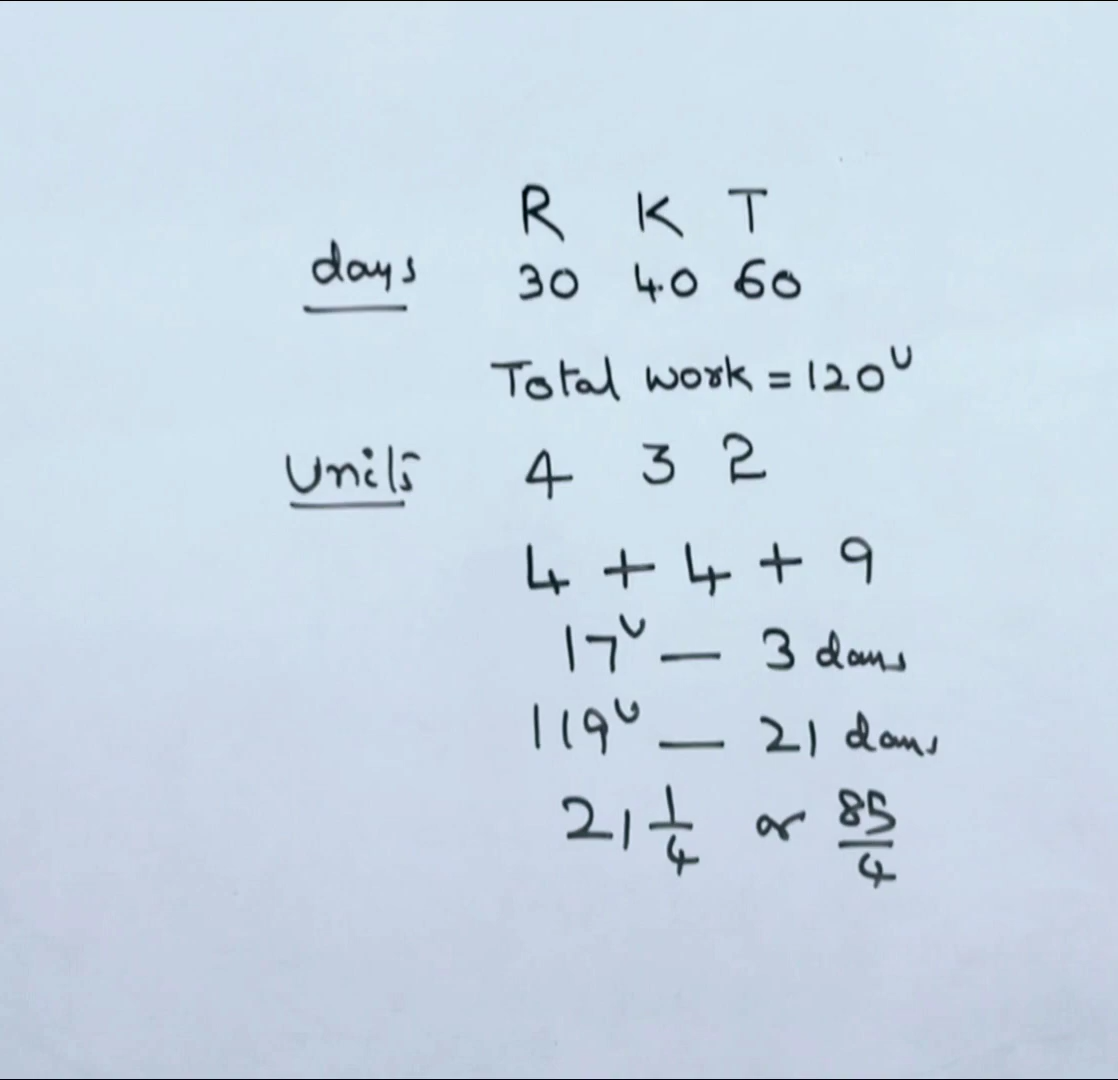 R K T
days 30 40 60
Total work = 120ᵁ
Units 4 3 2
4 + 4 + 9
17ᵁ — 3 days
119ᵁ — 21 days
21 1/4 or 85/4